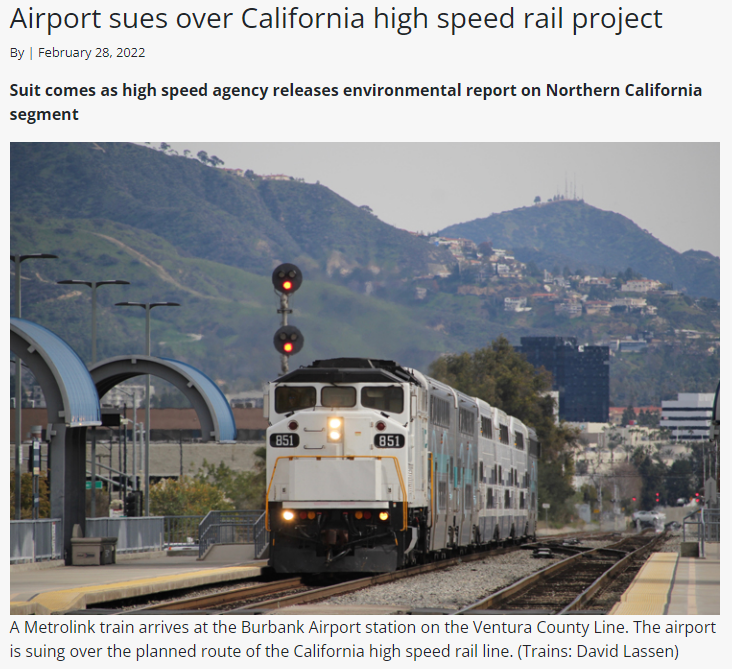 Airport sues over California high speed rail project
By | February 28, 2022
Suit comes as high speed agency releases environmental report on Northern California
segment
851 851
A Metrolink train arrives at the Burbank Airport station on the Ventura County Line. The airport
is suing over the planned route of the California high speed rail line. (Trains: David Lassen)